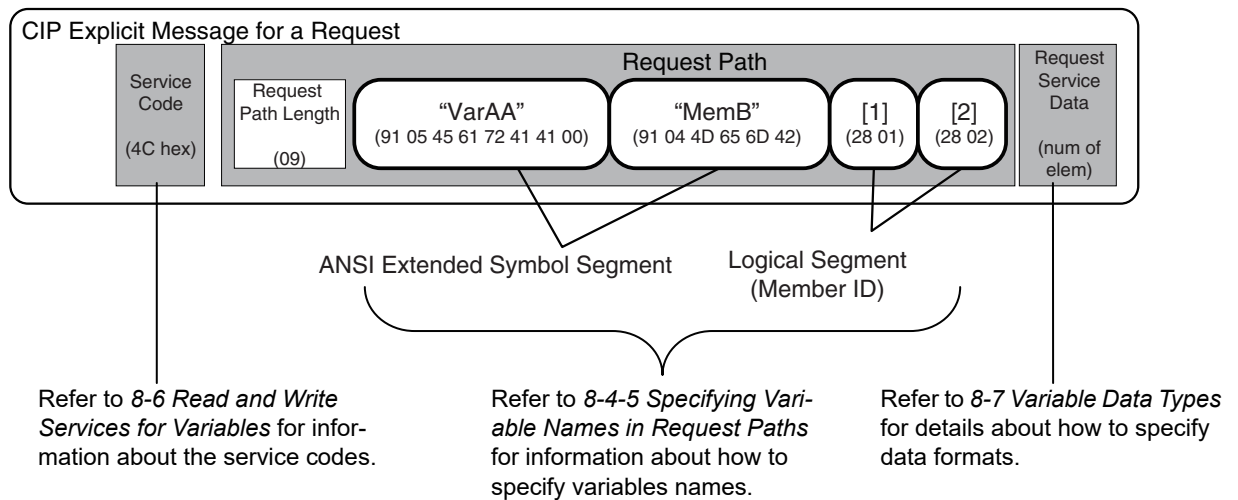 CIP Explicit Message for a Request
Service
Code
(4C hex)
Request Path
Request
Path Length
(09)
“VarAA”
(91 05 45 61 72 41 41 00)
“MemB”
(91 04 4D 65 6D 42)
[1]
(28 01)
[2]
(28 02)
Request
Service
Data
(num of
elem)
ANSI Extended Symbol Segment
Logical Segment
(Member ID)
Refer to 8-6 Read and Write
Services for Variables for infor-
mation about the service codes.
Refer to 8-4-5 Specifying Vari-
able Names in Request Paths
for information about how to
specify variables names.
Refer to 8-7 Variable Data Types
for details about how to specify
data formats.